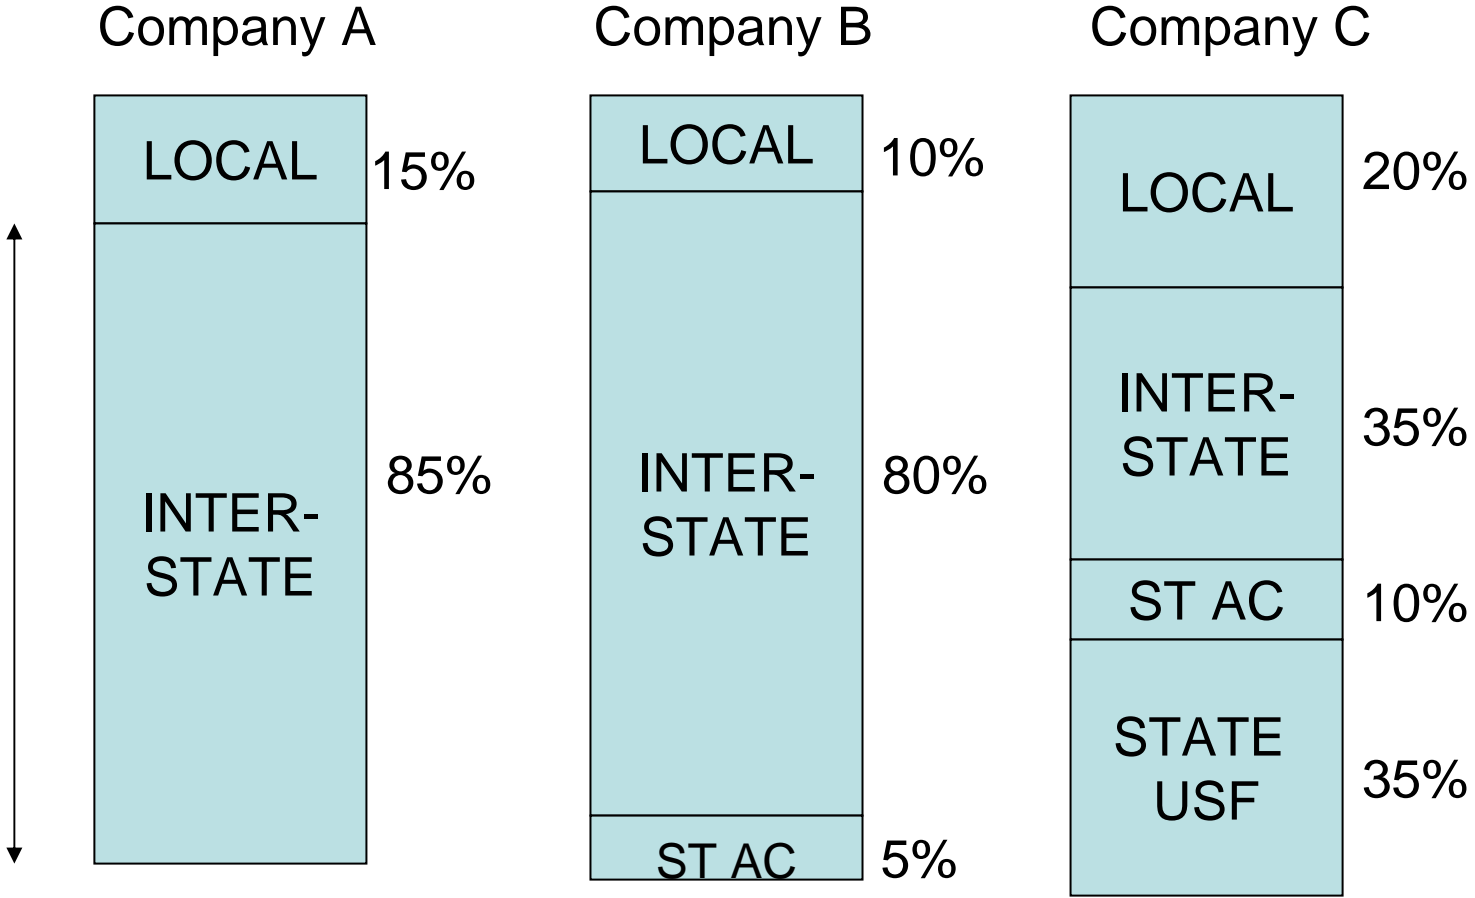 Company A
LOCAL
15%
INTER-
STATE
85%
Company B
LOCAL
10%
INTER-
STATE
80%
ST AC
5%
Company C
LOCAL
20%
INTER-
STATE
35%
ST AC
10%
STATE
USF
35%